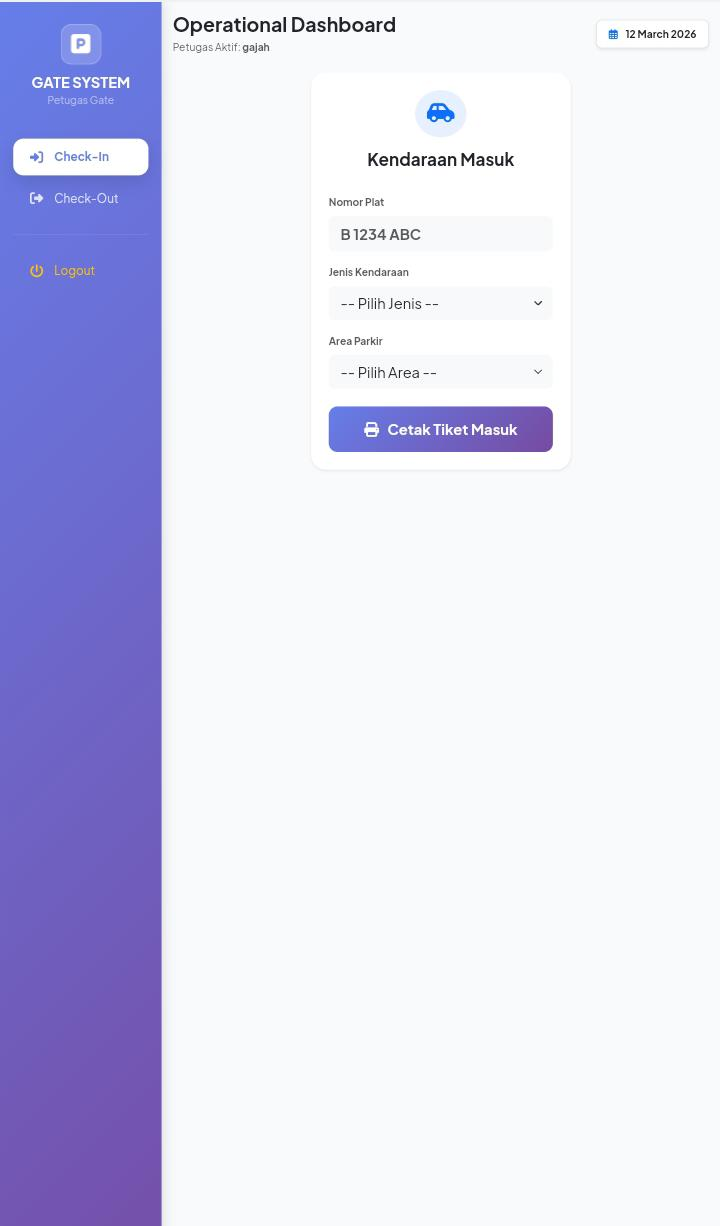 GATE SYSTEM
Petugas Gate
Check-In
Check-Out
Logout
Operational Dashboard
Petugas Aktif: gajah
12 March 2026
Kendaraan Masuk
Nomor Plat
B 1234 ABC
Jenis Kendaraan
-- Pilih Jenis --
Area Parkir
-- Pilih Area --
Cetak Tiket Masuk